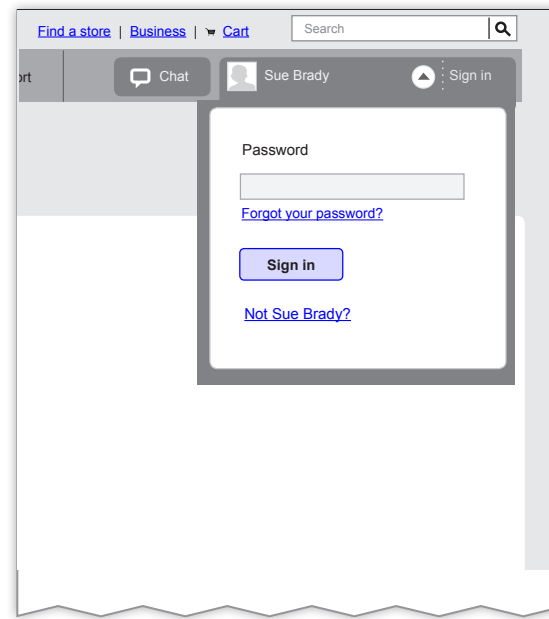 Find a store | Business | Cart Search
ort Chat Sue Brady Sign in
Password
Forgot your password?
Sign in
Not Sue Brady?